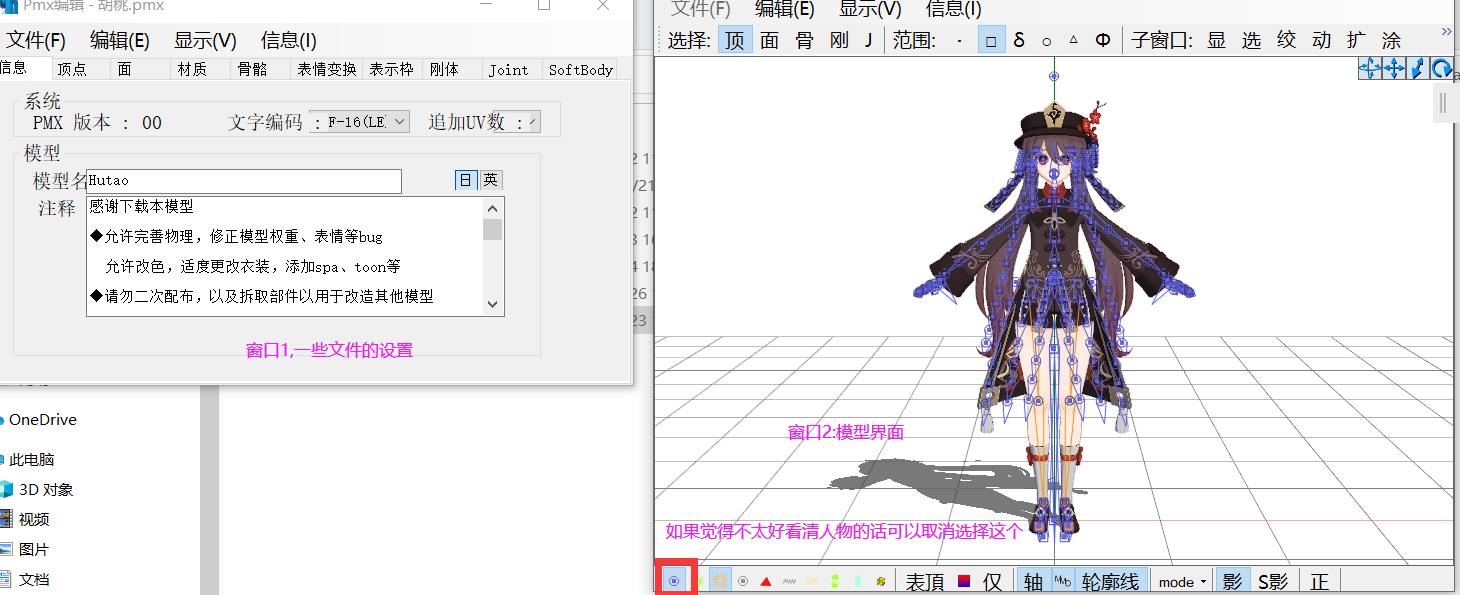 Pmx编辑 - 胡桃.pmx
文件(F) 编辑(E) 显示(V) 信息(I)
信息 顶点 面 材质 骨骼 表情变换 表示枠 刚体 Joint SoftBody
系统
PMX 版本 : 00 文字编码 : F-16(LE) 追加UV数 :
模型
模型名 Hutao 日 英
注释 感谢下载本模型
◆允许完善物理，修正模型权重、表情等bug
允许改色，适度更改衣装，添加spa、toon等
◆请勿二次配布，以及拆取部件以用于改造其他模型
窗口1,一些文件的设置
OneDrive
此电脑
3D 对象
视频
图片
文档
文件(F) 编辑(E) 显示(V) 信息(I)
选择: 顶 面 骨 刚 J 范围: · □ δ ○ △ Φ 子窗口: 显 选 绞 动 扩 涂 »
窗口2:模型界面
如果觉得不太好看清人物的话可以取消选择这个
表頂 仅 轴 MMD 轮廓线 mode 影 S影 正